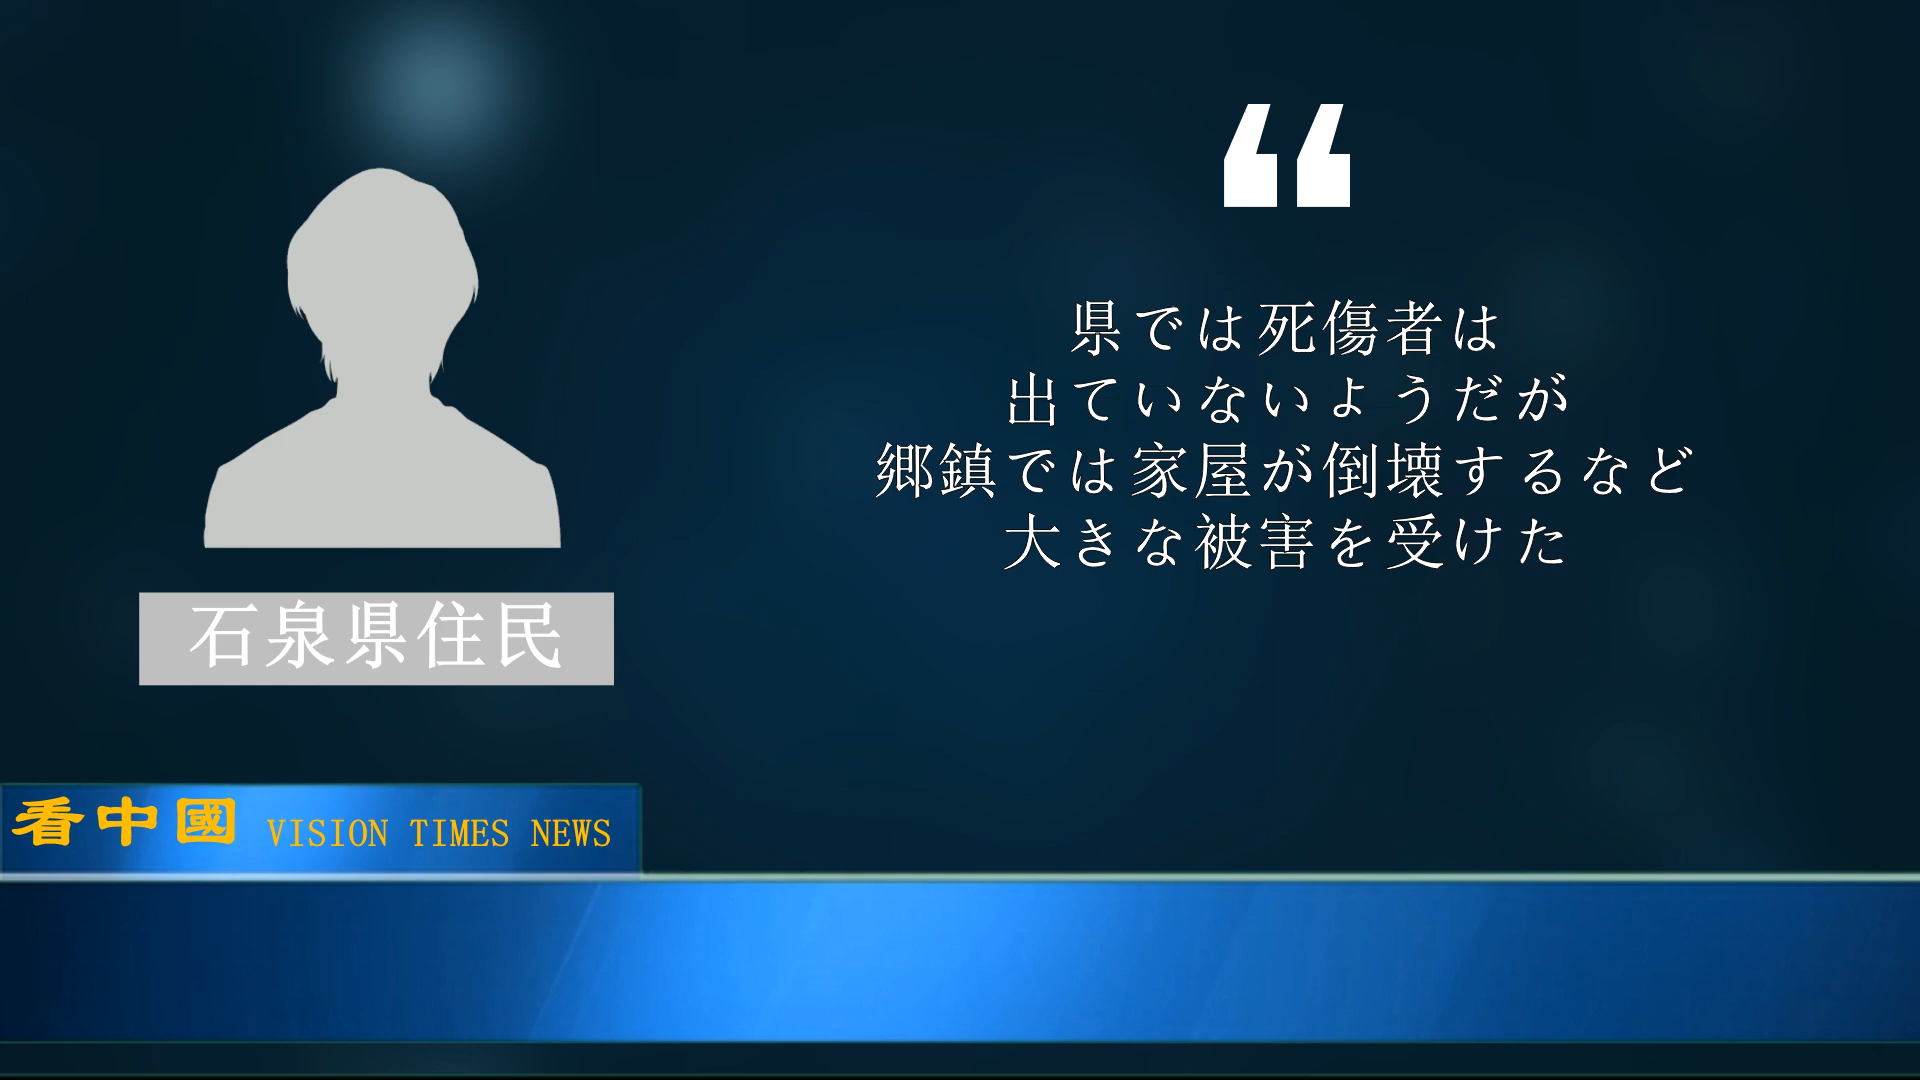 “
県では死傷者は
出ていないようだが
郷鎮では家屋が倒壊するなど
大きな被害を受けた
石泉県住民
看中國 VISION TIMES NEWS